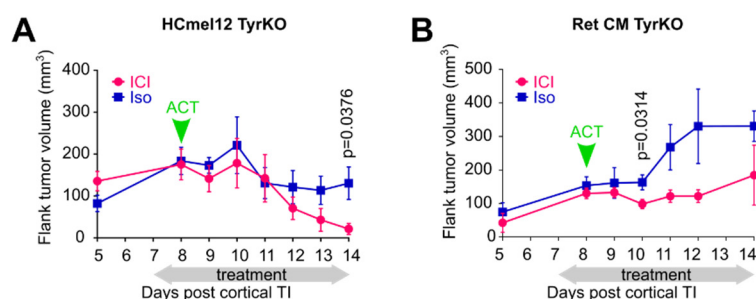 A
HCmel12 TyrKO
Flank tumor volume (mm³)
400
300
200
100
0
ICI
Iso
ACT
p=0.0376
5 6 7 8 9 10 11 12 13 14
treatment
Days post cortical TI
B
Ret CM TyrKO
Flank tumor volume (mm³)
500
400
300
200
100
0
ICI
Iso
ACT
p=0.0314
5 6 7 8 9 10 11 12 13 14
treatment
Days post cortical TI